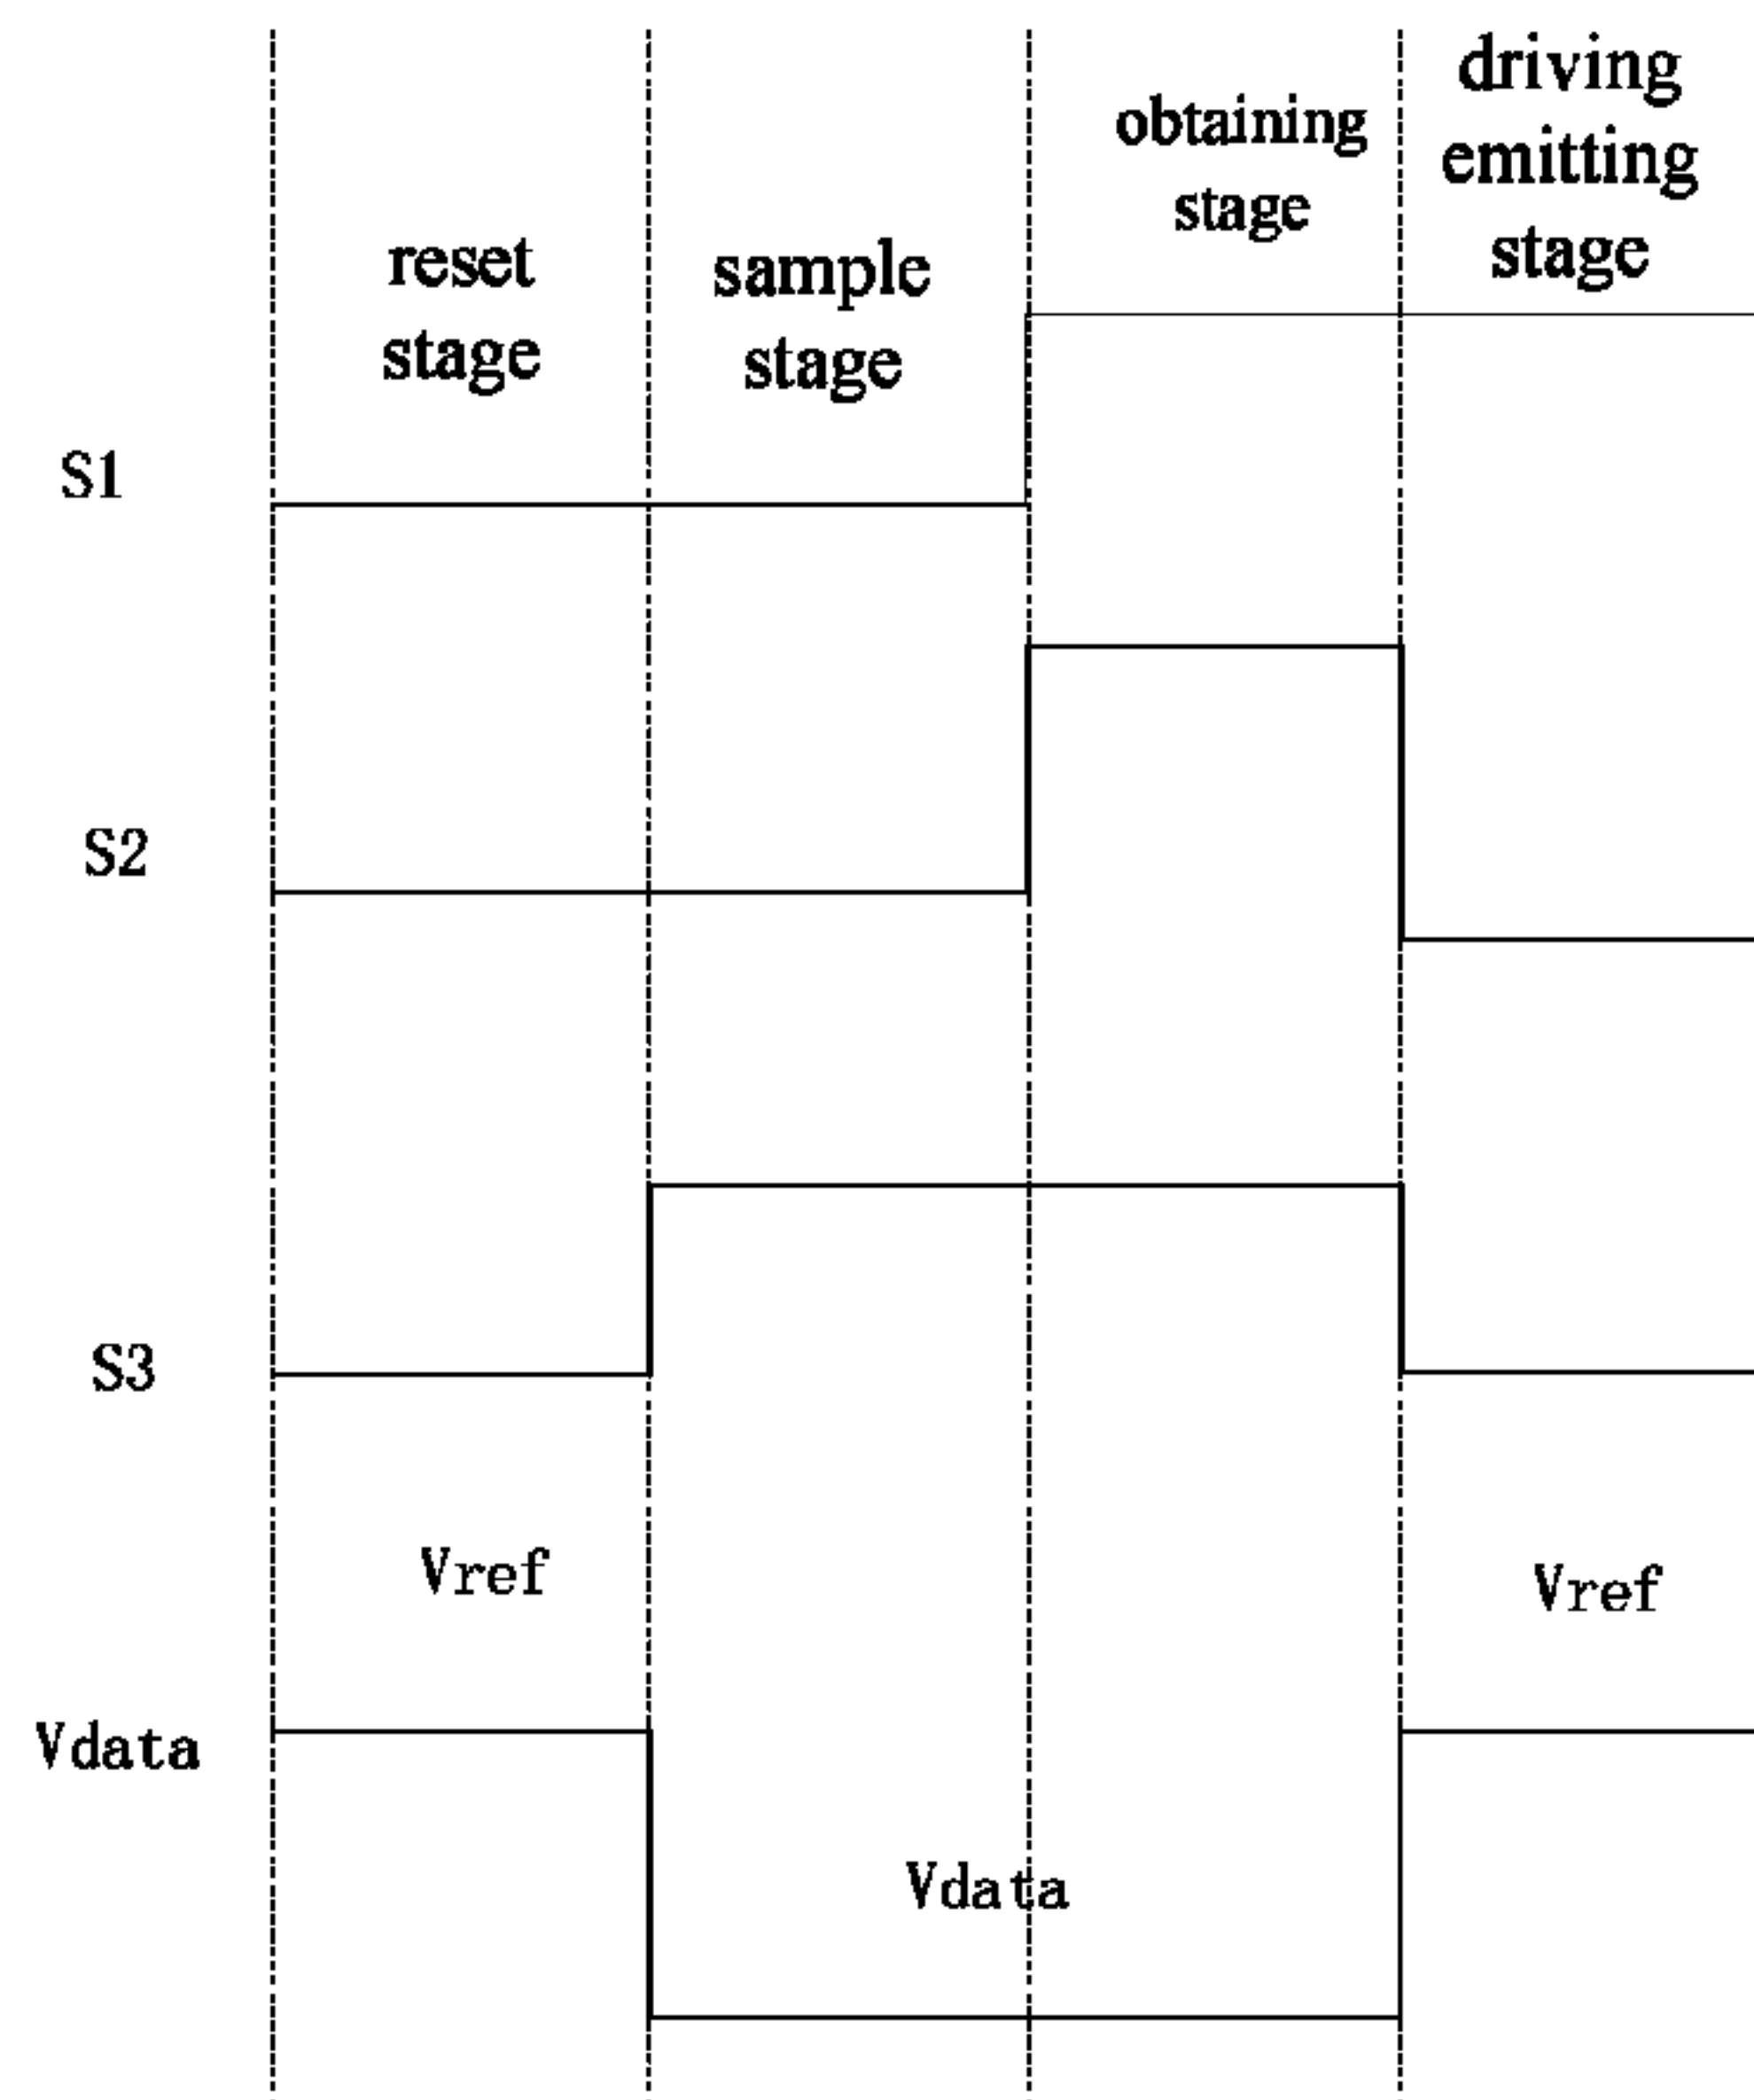 reset
stage
sample
stage
obtaining
stage
driving
emitting
stage
S1
S2
S3
Vref
Vref
Vdata
Vdata